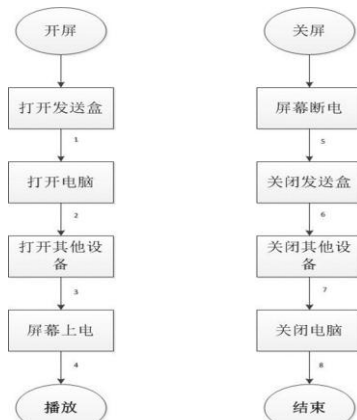 开屏
打开发送盒
1
打开电脑
2
打开其他设
备
3
屏幕上电
4
播放
关屏
屏幕断电
5
关闭发送盒
6
关闭其他设
备
7
关闭电脑
8
结束